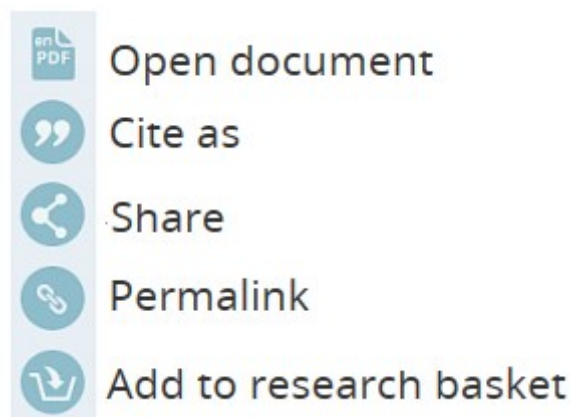 en
PDF
Open document
Cite as
Share
Permalink
Add to research basket